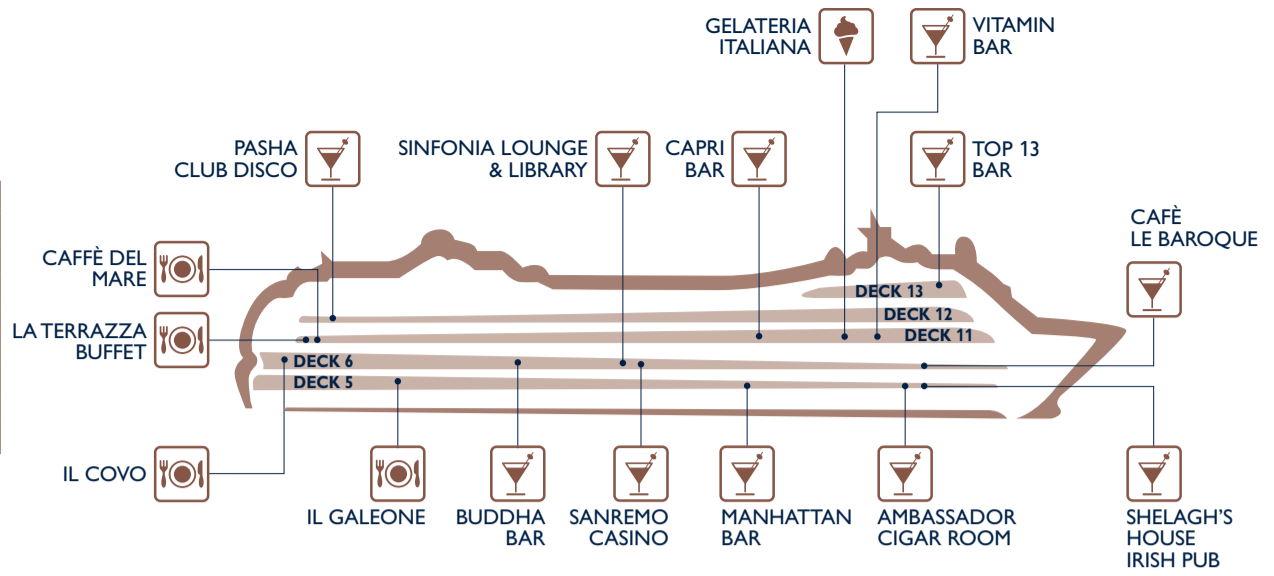 GELATERIA
ITALIANA
VITAMIN
BAR
PASHA
CLUB DISCO
SINFONIA LOUNGE
& LIBRARY
CAPRI
BAR
TOP 13
BAR
CAFÈ
LE BAROQUE
CAFFÈ DEL
MARE
LA TERRAZZA
BUFFET
DECK 13
DECK 12
DECK 11
DECK 6
DECK 5
IL COVO
IL GALEONE
BUDDHA
BAR
SANREMO
CASINO
MANHATTAN
BAR
AMBASSADOR
CIGAR ROOM
SHELAGH'S
HOUSE
IRISH PUB